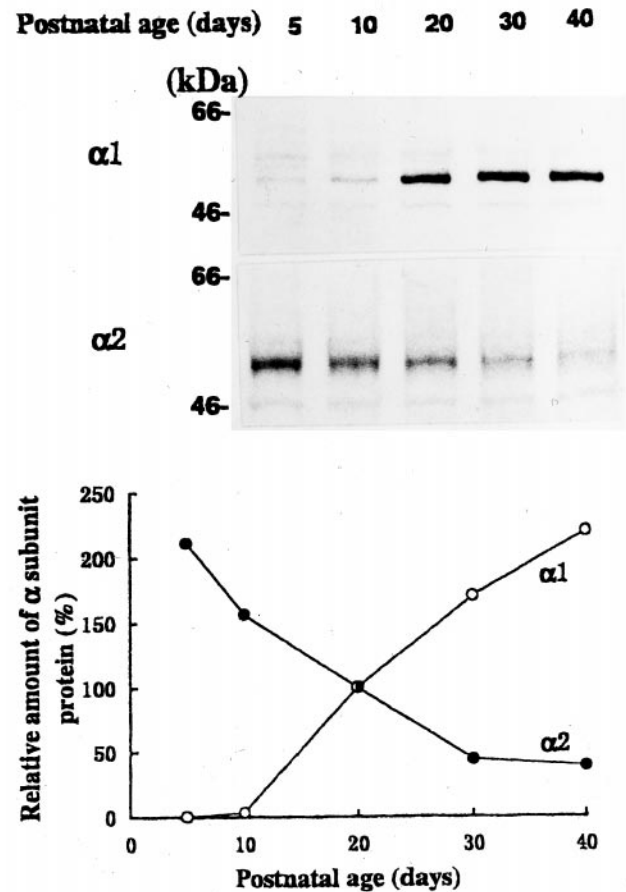 Postnatal age (days) 5 10 20 30 40
(kDa)
66-
α1
46-
66-
α2
46-
Relative amount of α subunit
protein (%)
250
200
150
100
50
0
α1
α2
0 10 20 30 40
Postnatal age (days)